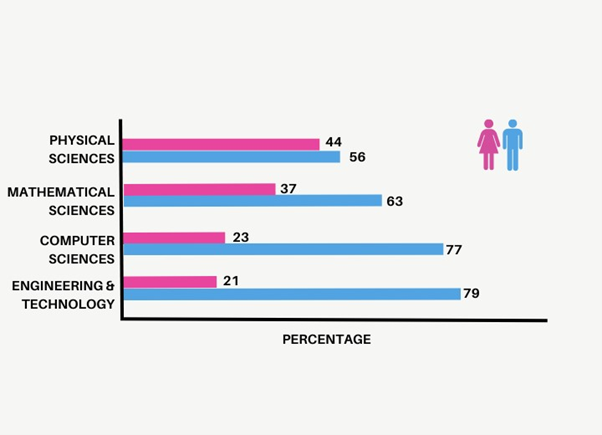 PHYSICAL
SCIENCES
44
56
MATHEMATICAL
SCIENCES
37
63
COMPUTER
SCIENCES
23
77
ENGINEERING &
TECHNOLOGY
21
79
PERCENTAGE